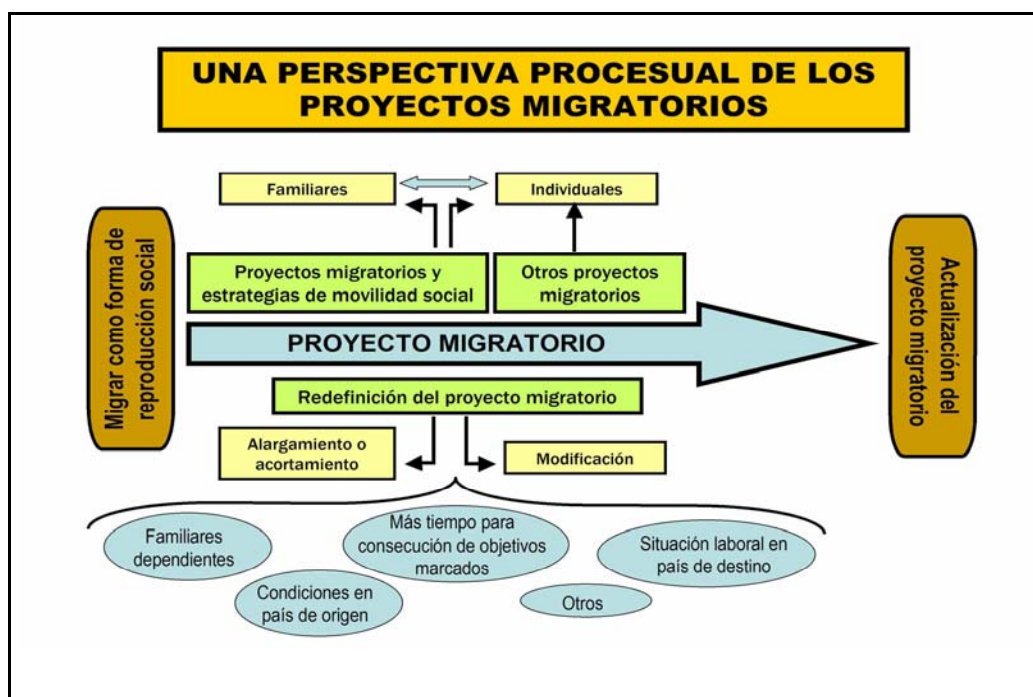 UNA PERSPECTIVA PROCESUAL DE LOS
PROYECTOS MIGRATORIOS
Familiares
Individuales
Migrar como forma de
reproducción social
Proyectos migratorios y
estrategias de movilidad social
Otros proyectos
migratorios
PROYECTO MIGRATORIO
Actualización del
proyecto migratorio
Redefinición del proyecto migratorio
Alargamiento o
acortamiento
Modificación
Familiares
dependientes
Más tiempo para
consecución de objetivos
marcados
Situación laboral en
país de destino
Condiciones en
país de origen
Otros